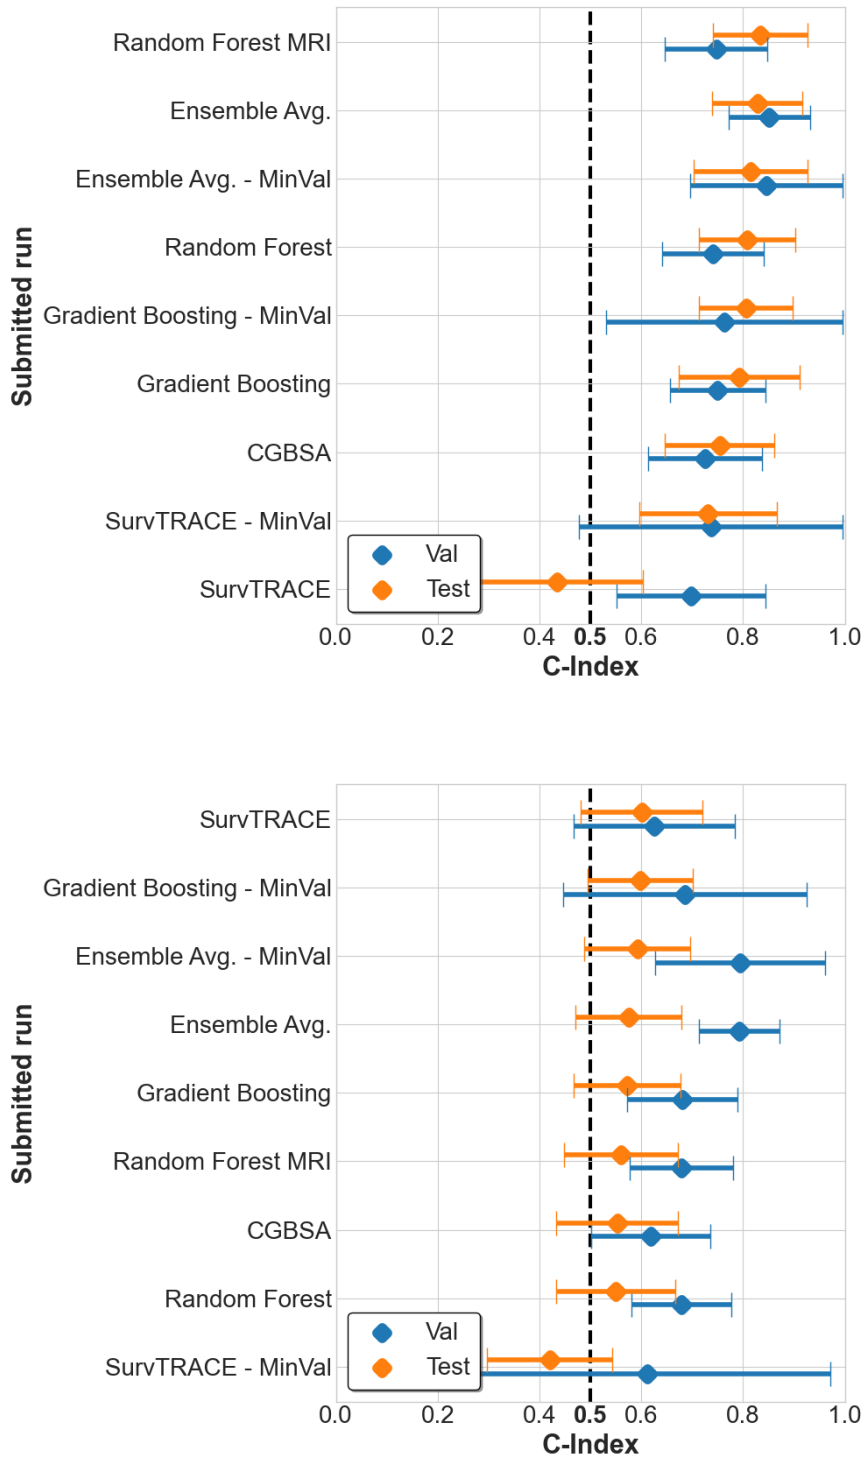 Random Forest MRI
Ensemble Avg.
Ensemble Avg. - MinVal
Random Forest
Gradient Boosting - MinVal
Gradient Boosting
CGBSA
SurvTRACE - MinVal
SurvTRACE
Submitted run
Val
Test
0.0 0.2 0.4 0.5 0.6 0.8 1.0
C-Index
SurvTRACE
Gradient Boosting - MinVal
Ensemble Avg. - MinVal
Ensemble Avg.
Gradient Boosting
Random Forest MRI
CGBSA
Random Forest
SurvTRACE - MinVal
Submitted run
Val
Test
0.0 0.2 0.4 0.5 0.6 0.8 1.0
C-Index